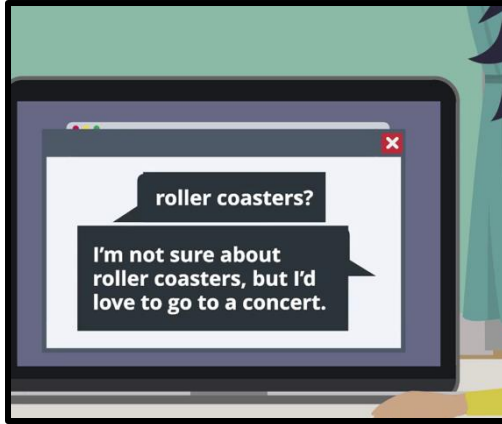 roller coasters?
I’m not sure about
roller coasters, but I’d
love to go to a concert.